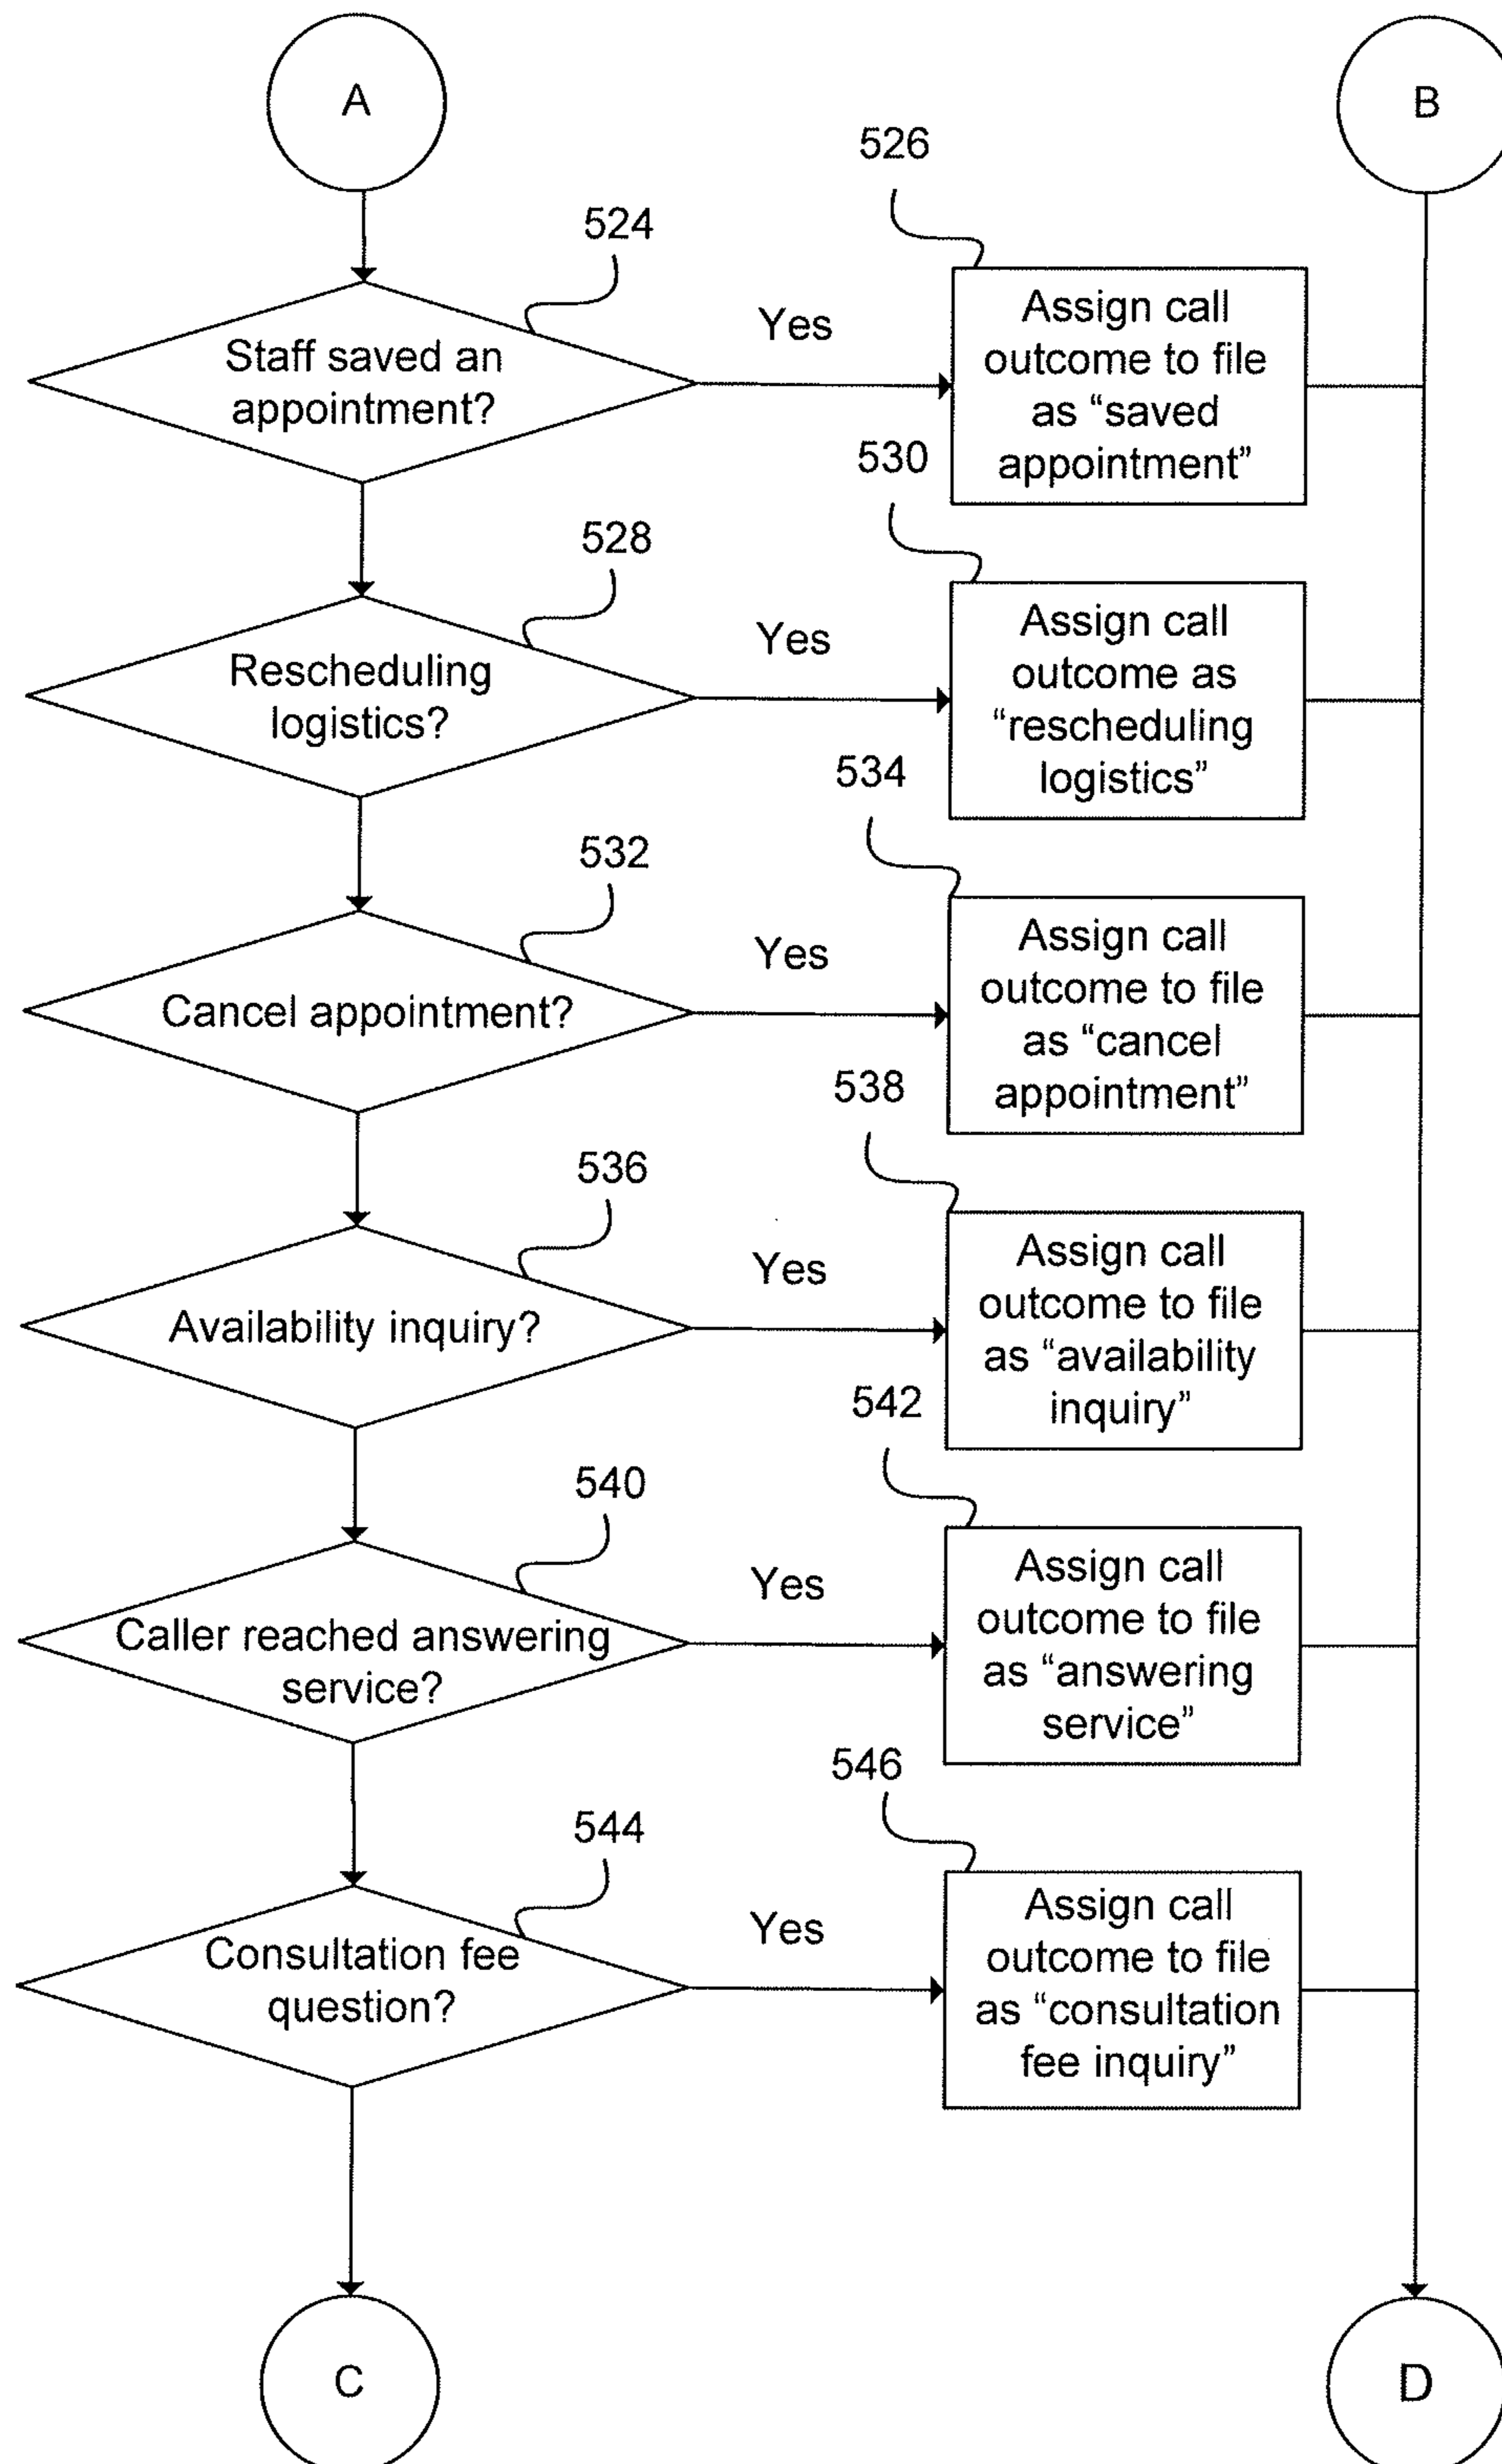 A
B
526
524
Staff saved an
appointment?
Yes
Assign call
outcome to file
as “saved
appointment”
530
528
Rescheduling
logistics?
Yes
Assign call
outcome as
“rescheduling
logistics”
534
532
Cancel appointment?
Yes
Assign call
outcome to file
as “cancel
appointment”
538
536
Availability inquiry?
Yes
Assign call
outcome to file
as “availability
inquiry”
542
540
Caller reached answering
service?
Yes
Assign call
outcome to file
as “answering
service”
546
544
Consultation fee
question?
Yes
Assign call
outcome to file
as “consultation
fee inquiry”
C
D